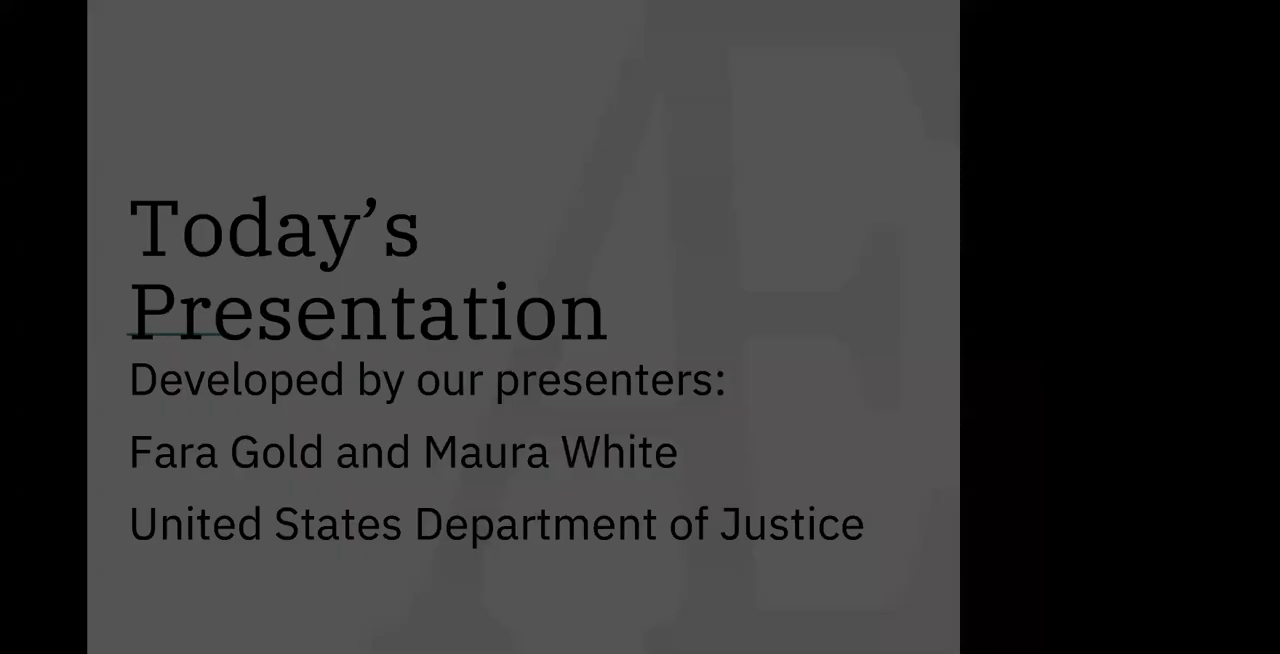 Today’s
Presentation
Developed by our presenters:
Fara Gold and Maura White
United States Department of Justice